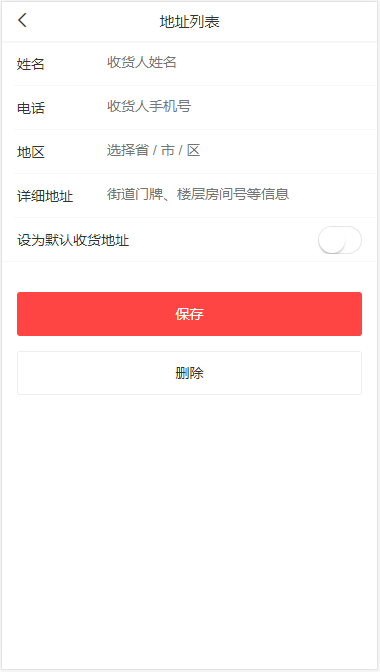 地址列表
姓名 收货人姓名
电话 收货人手机号
地区 选择省 / 市 / 区
详细地址 街道门牌、楼层房间号等信息
设为默认收货地址
保存
删除